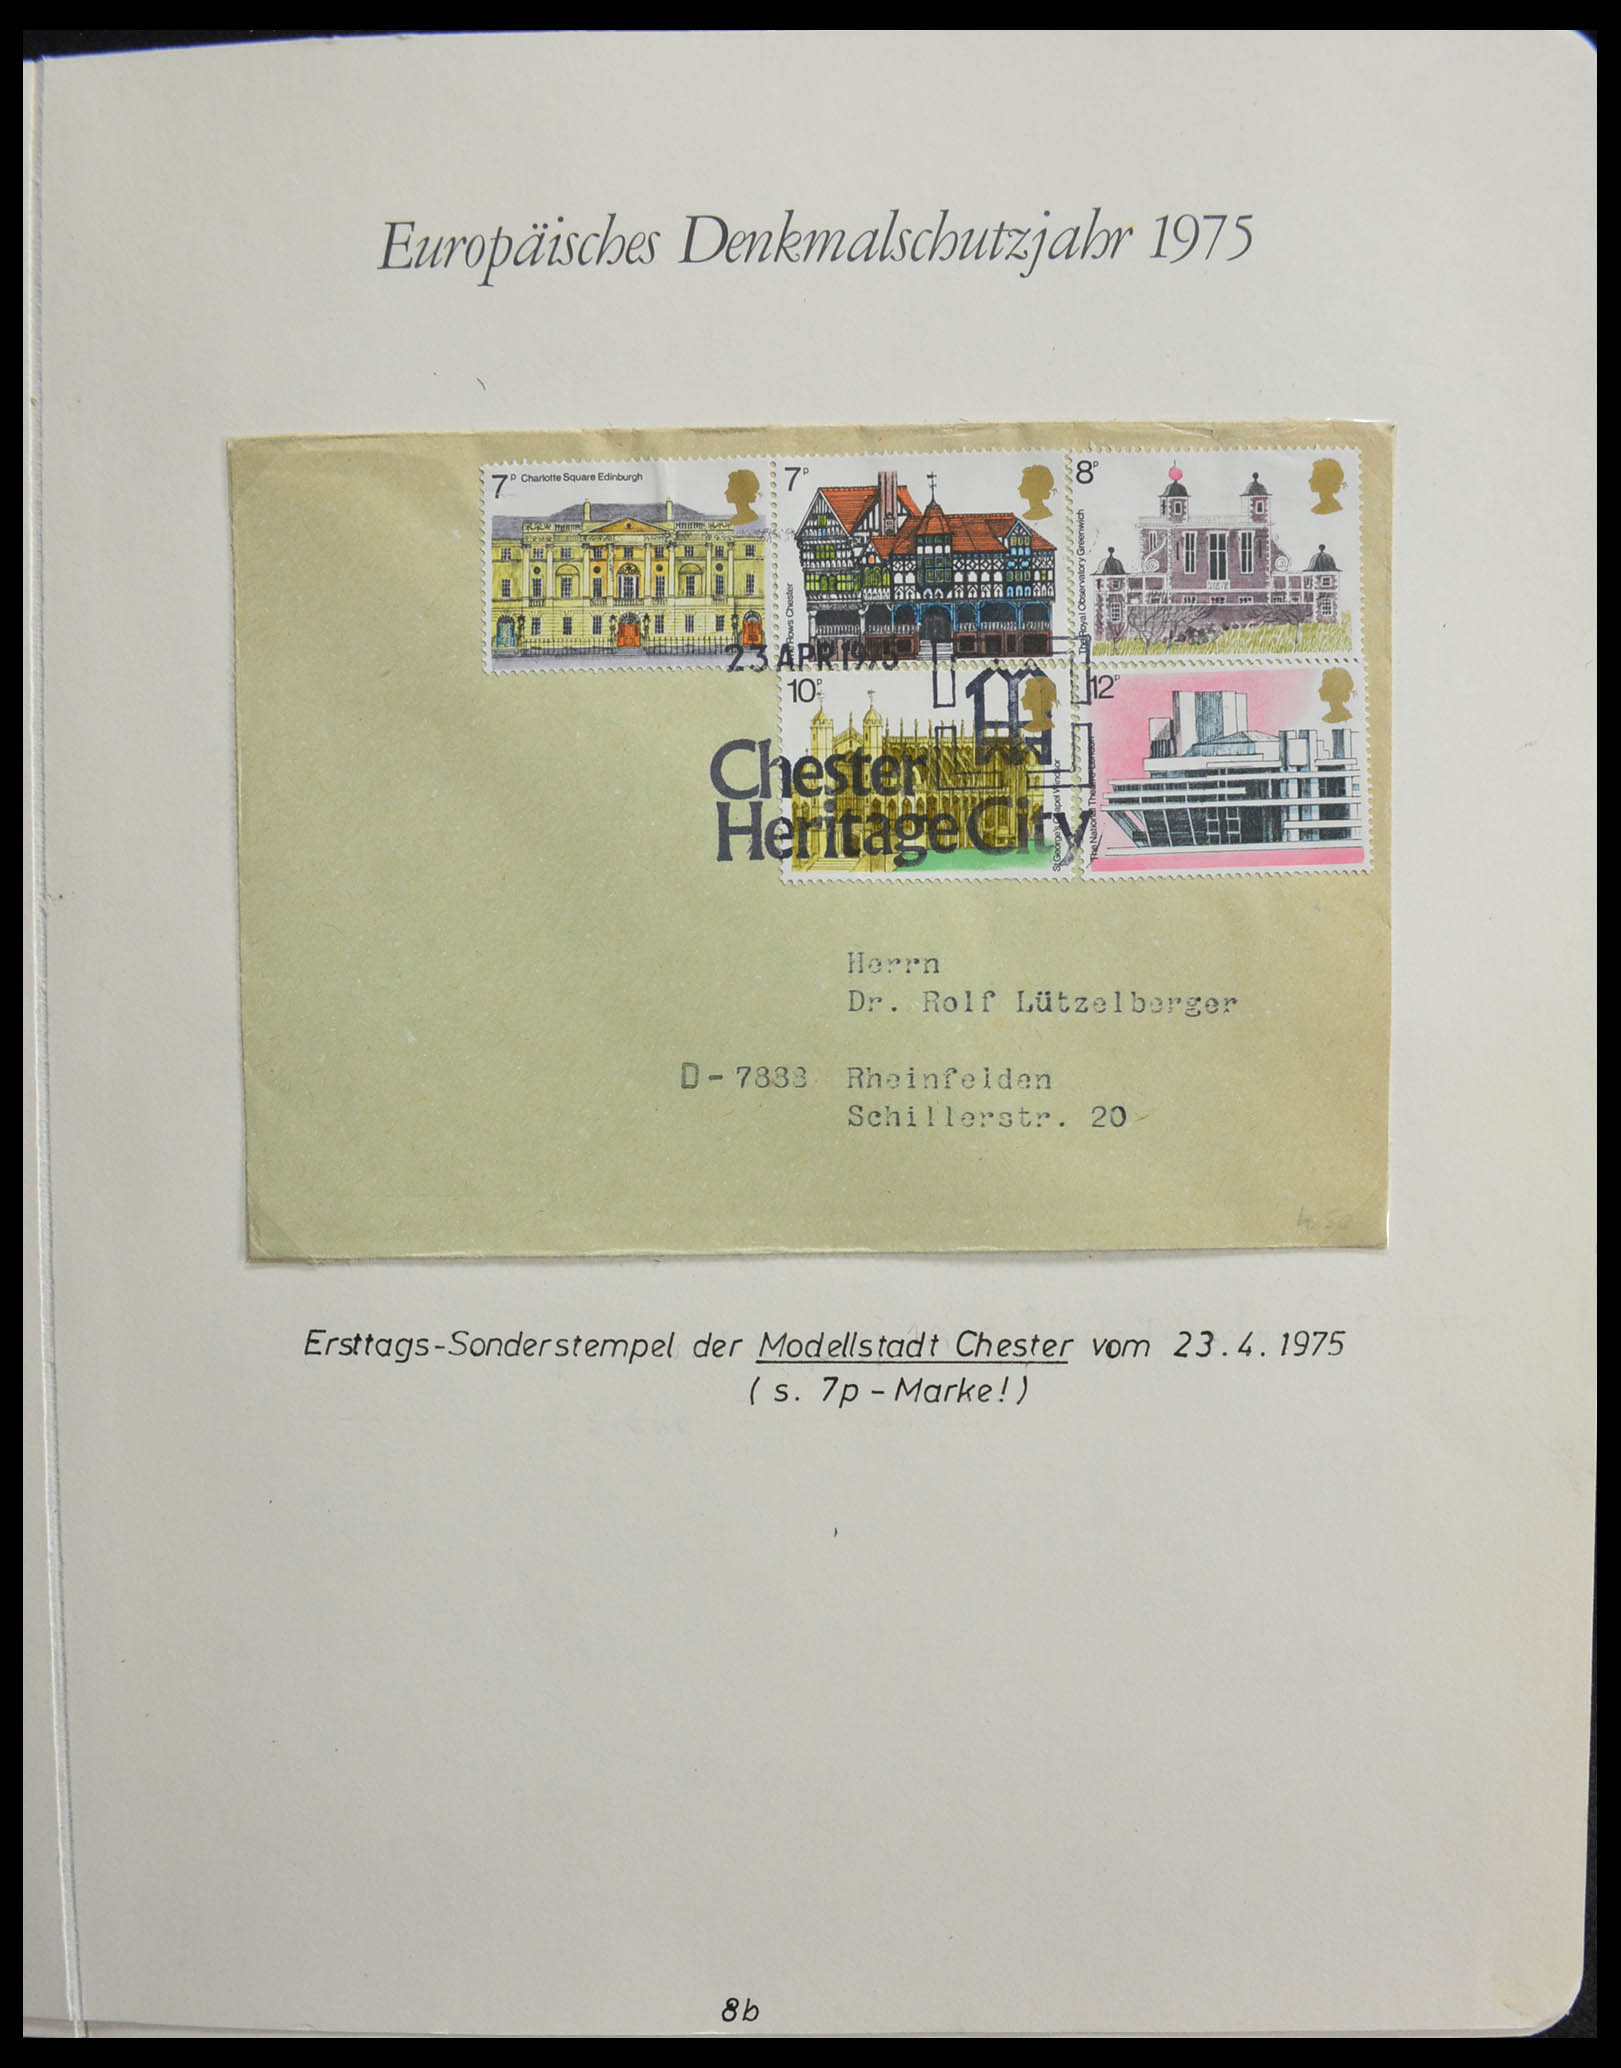 Europäisches Denkmalschutzjahr 1975
7P Charlotte Square Edinburgh
7P
Rows Chester
8P
The Royal Observatory Greenwich
10P
St George's Chapel Windsor
12P
The National Theatre London
23 APR 1975
Chester
Heritage City
Herrn
Dr. Rolf Lützelberger
D-7888 Rheinfelden
Schillerstr. 20
Ersttags-Sonderstempel der Modellstadt Chester vom 23.4.1975
(s. 7p-Marke!)
8b